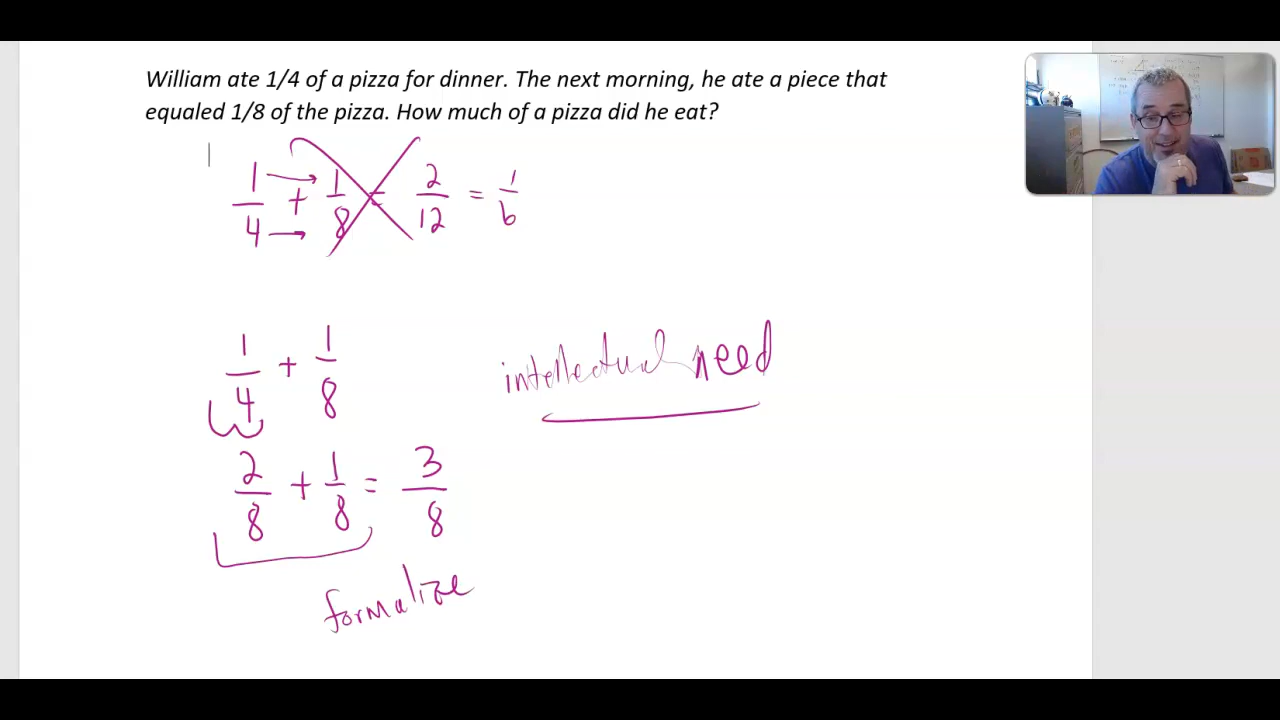 William ate 1/4 of a pizza for dinner. The next morning, he ate a piece that
equaled 1/8 of the pizza. How much of a pizza did he eat?
1/4 + 1/8 = 2/12 = 1/6
1/4 + 1/8
intellectual need
2/8 + 1/8 = 3/8
formalize